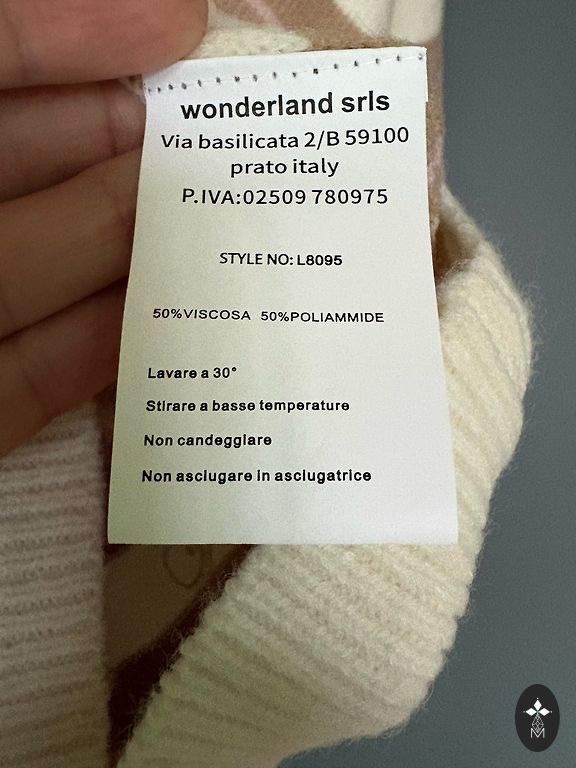 wonderland srls
Via basilicata 2/B 59100
prato italy
P.IVA:02509 780975
STYLE NO: L8095
50%VISCOSA 50%POLIAMMIDE
Lavare a 30°
Stirare a basse temperature
Non candeggiare
Non asciugare in asciugatrice
M